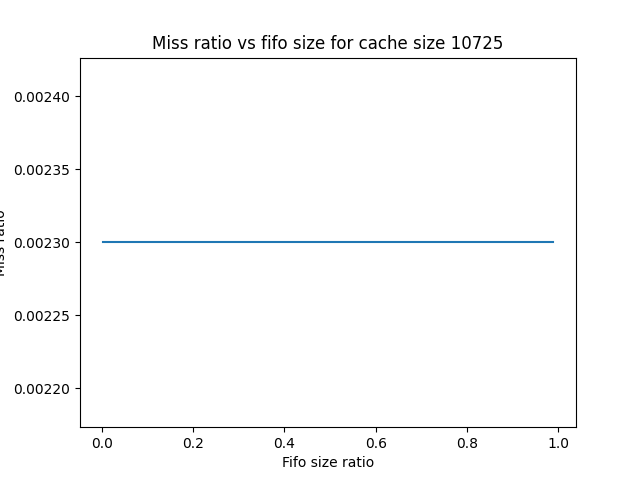 Miss ratio vs fifo size for cache size 10725
0.00240
0.00235
0.00230
0.00225
0.00220
Miss ratio
0.0 0.2 0.4 0.6 0.8 1.0
Fifo size ratio